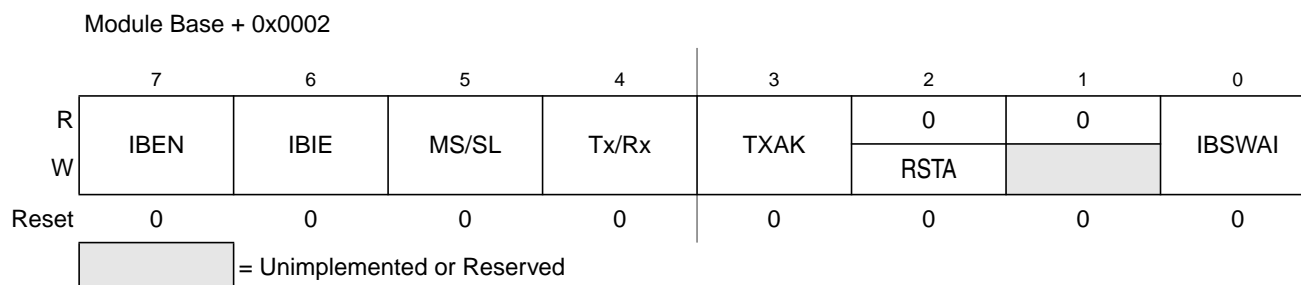 Module Base + 0x0002
7 6 5 4 3 2 1 0
R IBEN IBIE MS/SL Tx/Rx TXAK 0 0 IBSWAI
W RSTA
Reset 0 0 0 0 0 0 0 0
= Unimplemented or Reserved